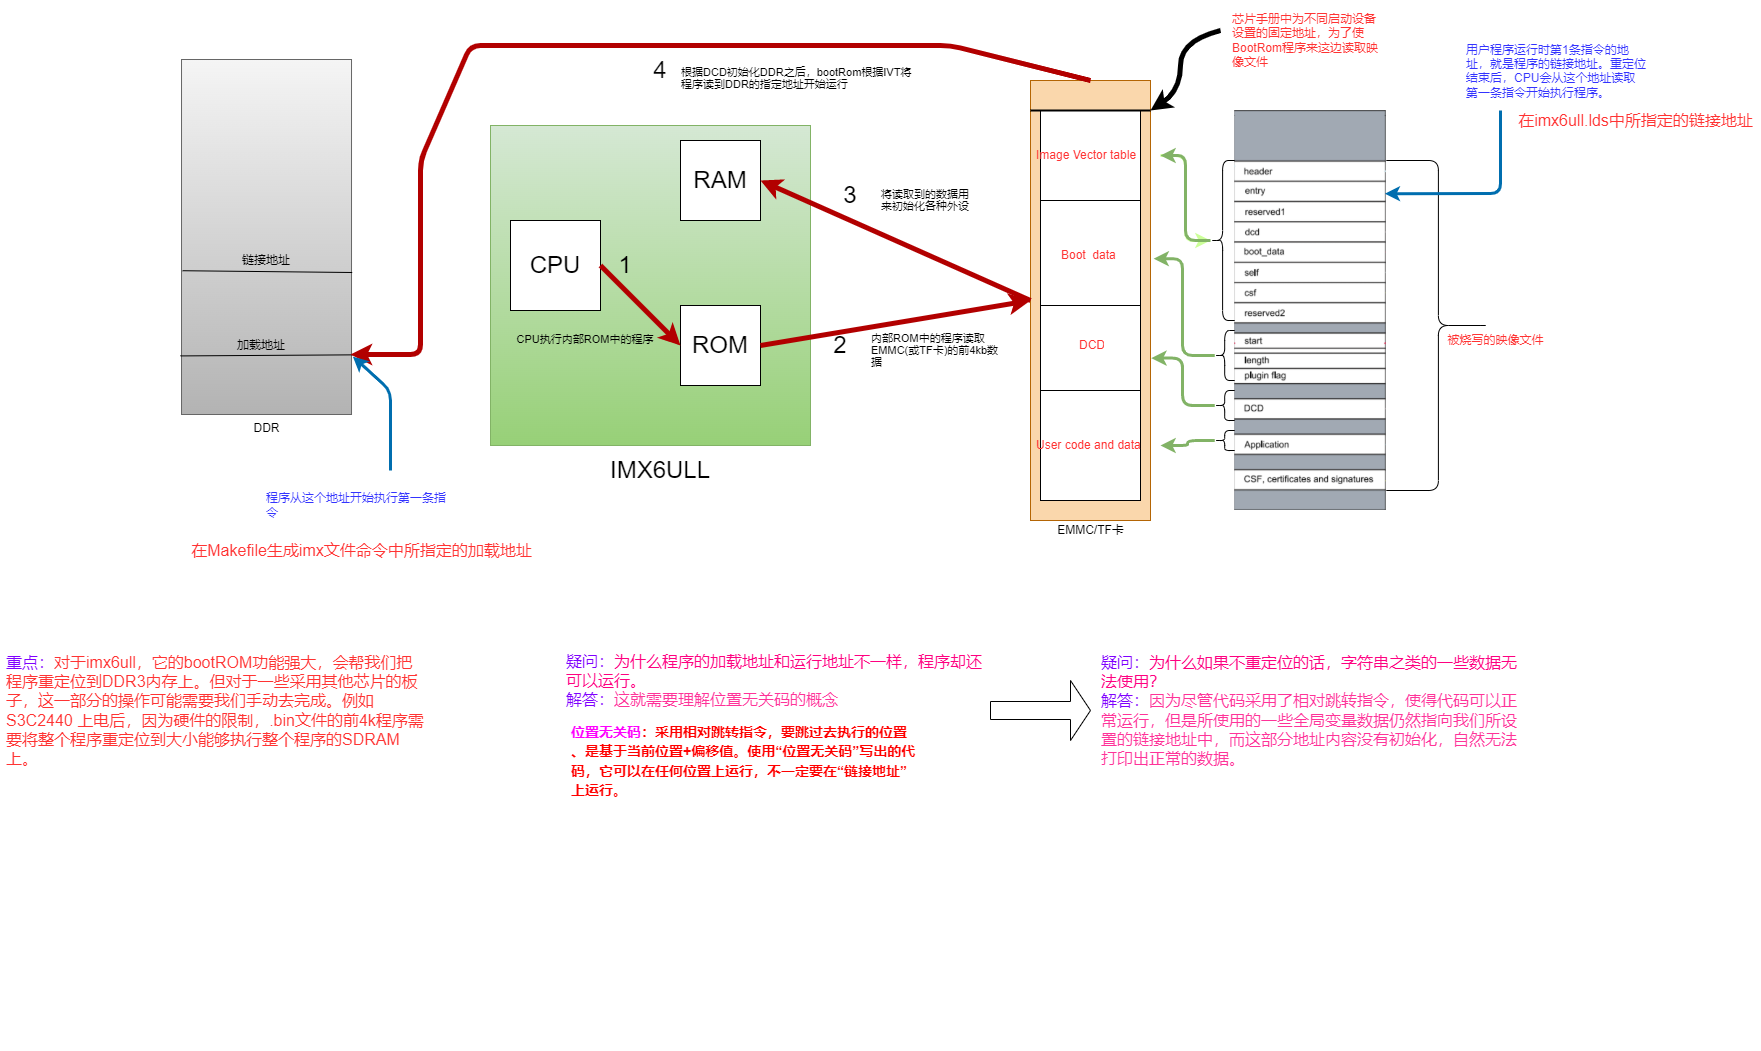 芯片手册中为不同启动设备
设置的固定地址，为了使
BootRom程序来这边读取映
像文件
用户程序运行时第1条指令的地
址，就是程序的链接地址。重定位
结束后，CPU会从这个地址读取
第一条指令开始执行程序。
在imx6ull.lds中所指定的链接地址
4
根据DCD初始化DDR之后，bootRom根据IVT将
程序读到DDR的指定地址开始运行
链接地址
加载地址
DDR
程序从这个地址开始执行第一条指
令
在Makefile生成imx文件命令中所指定的加载地址
RAM
CPU
1
CPU执行内部ROM中的程序
ROM
IMX6ULL
3
将读取到的数据用
来初始化各种外设
2
内部ROM中的程序读取
EMMC(或TF卡)的前4kb数
据
Image Vector table
Boot data
DCD
User code and data
EMMC/TF卡
header
entry
reserved1
dcd
boot_data
self
csf
reserved2
start
length
plugin flag
DCD
Application
CSF, certificates and signatures
被烧写的映像文件
重点：对于imx6ull，它的bootROM功能强大，会帮我们把
程序重定位到DDR3内存上。但对于一些采用其他芯片的板
子，这一部分的操作可能需要我们手动去完成。例如
S3C2440 上电后，因为硬件的限制，.bin文件的前4k程序需
要将整个程序重定位到大小能够执行整个程序的SDRAM
上。
疑问：为什么程序的加载地址和运行地址不一样，程序却还
可以运行。
解答：这就需要理解位置无关码的概念
位置无关码：采用相对跳转指令，要跳过去执行的位置
、是基于当前位置+偏移值。使用“位置无关码”写出的代
码，它可以在任何位置上运行，不一定要在“链接地址”
上运行。
疑问：为什么如果不重定位的话，字符串之类的一些数据无
法使用？
解答：因为尽管代码采用了相对跳转指令，使得代码可以正
常运行，但是所使用的一些全局变量数据仍然指向我们所设
置的链接地址中，而这部分地址内容没有初始化，自然无法
打印出正常的数据。